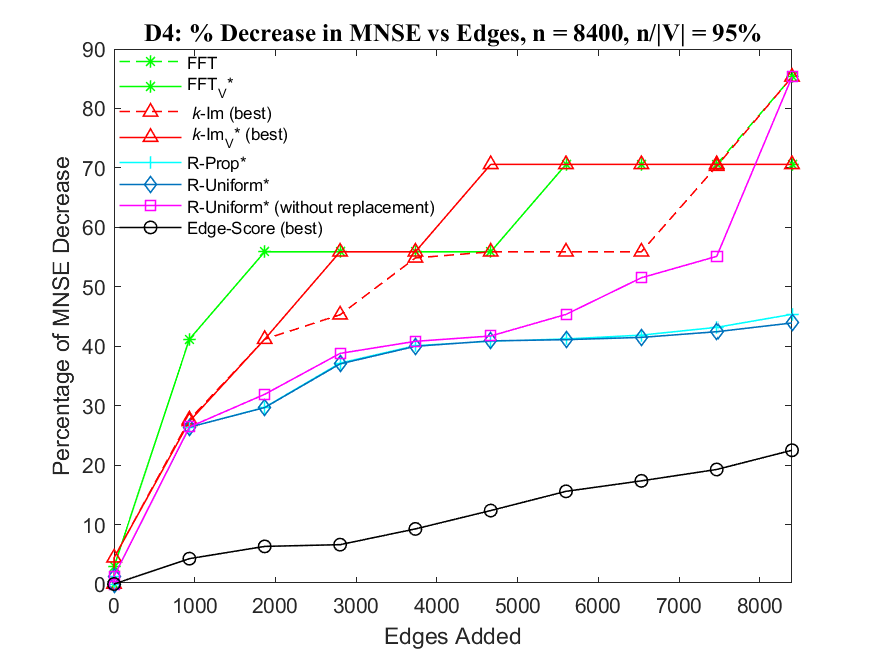 D4: % Decrease in MNSE vs Edges, n = 8400, n/|V| = 95%
90
80
70
60
50
40
30
20
10
0
Percentage of MNSE Decrease
FFT
FFTV*
k-Im (best)
k-ImV* (best)
R-Prop*
R-Uniform*
R-Uniform* (without replacement)
Edge-Score (best)
0 1000 2000 3000 4000 5000 6000 7000 8000
Edges Added